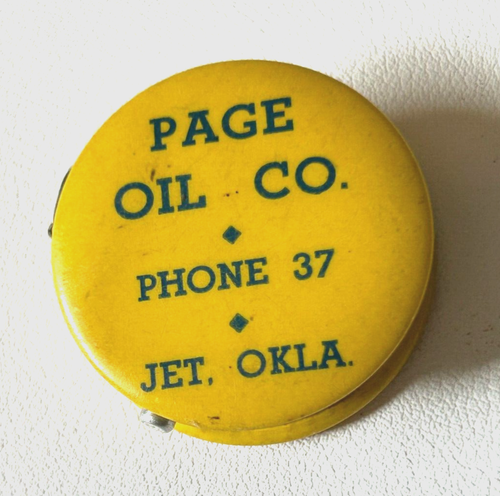 PAGE
OIL CO.
PHONE 37
JET, OKLA.